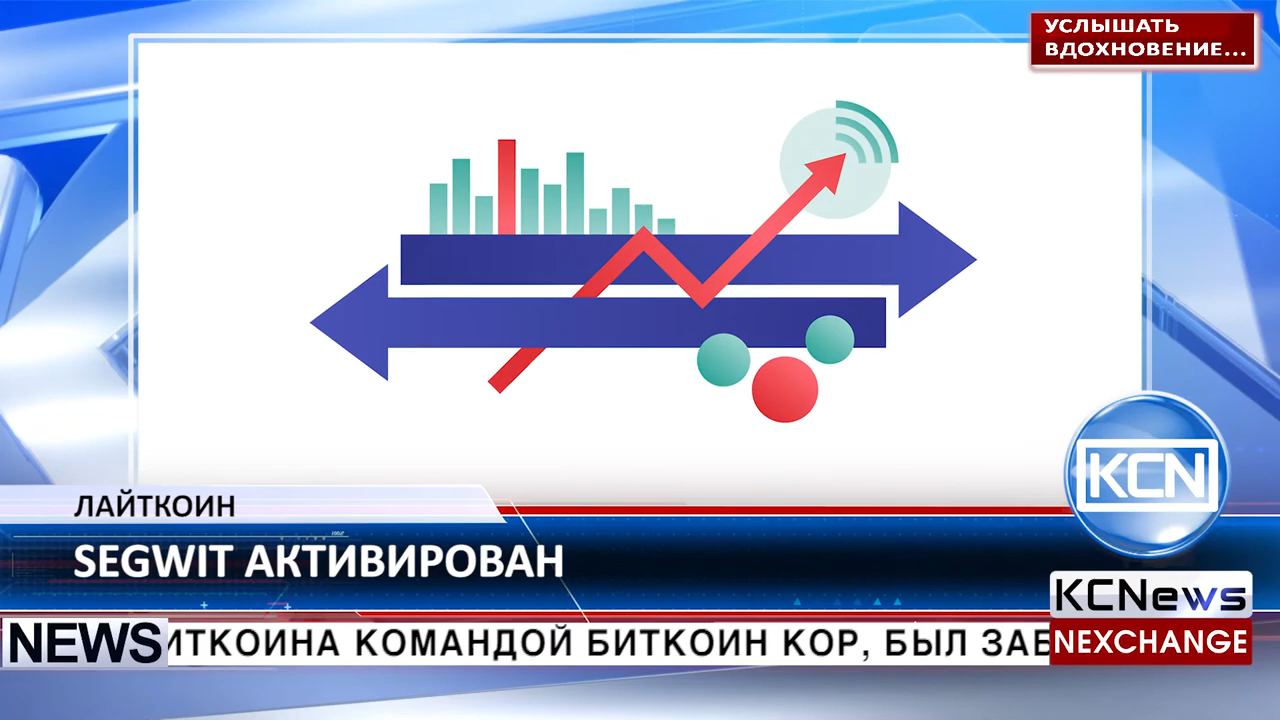 УСЛЫШАТЬ
ВДОХНОВЕНИЕ...
KCN
ЛАЙТКОИН
SEGWIT АКТИВИРОВАН
KCNews
NEXCHANGE
NEWS
ИТКОИНА КОМАНДОЙ БИТКОИН КОР, БЫЛ ЗАБ